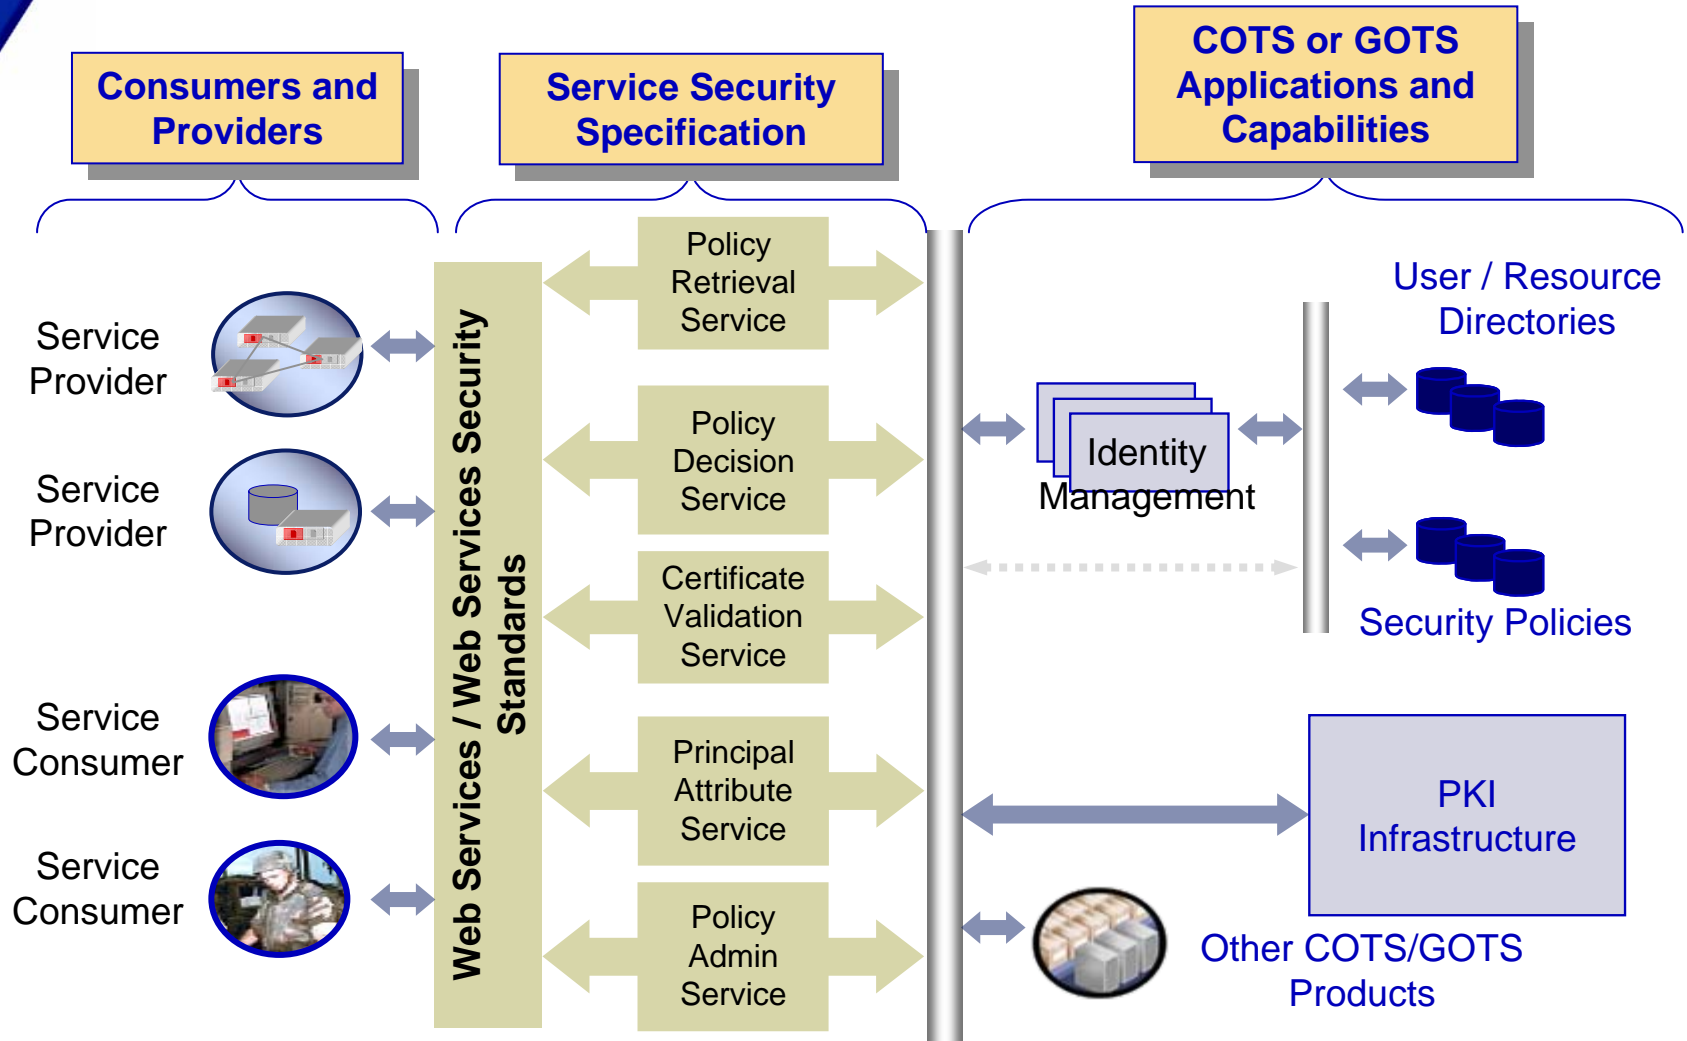 Consumers and
Providers
Service Security
Specification
COTS or GOTS
Applications and
Capabilities
Service
Provider
Service
Provider
Service
Consumer
Service
Consumer
Web Services / Web Services Security
Standards
Policy
Retrieval
Service
Policy
Decision
Service
Certificate
Validation
Service
Principal
Attribute
Service
Policy
Admin
Service
Identity
Management
User / Resource
Directories
Security Policies
PKI
Infrastructure
Other COTS/GOTS
Products